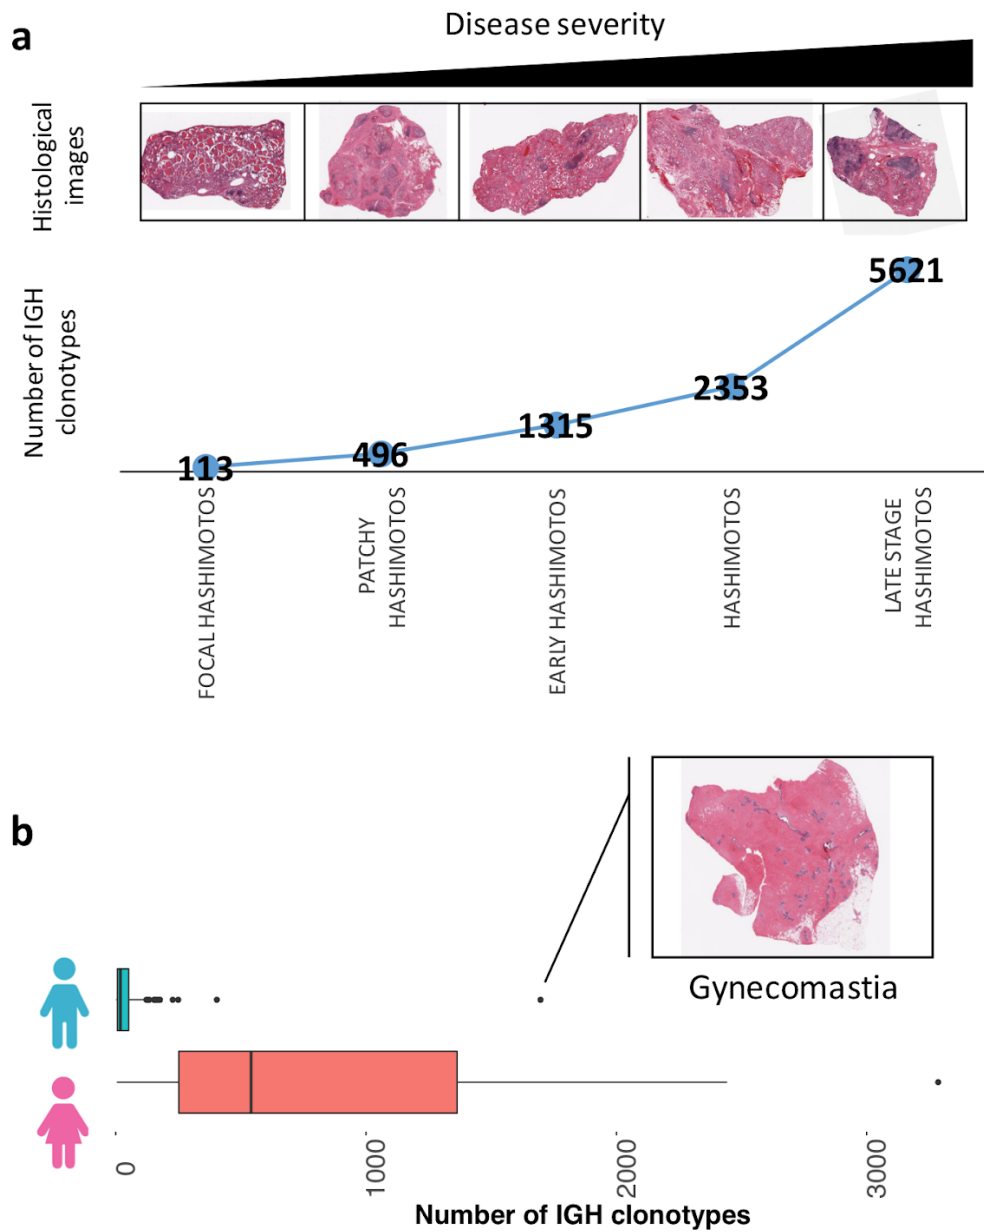 a
Disease severity
Histological
images
Number of IGH
clonotypes
113
496
1315
2353
5621
FOCAL HASHIMOTOS
PATCHY
HASHIMOTOS
EARLY HASHIMOTOS
HASHIMOTOS
LATE STAGE
HASHIMOTOS
b
Gynecomastia
0
1000
2000
3000
Number of IGH clonotypes